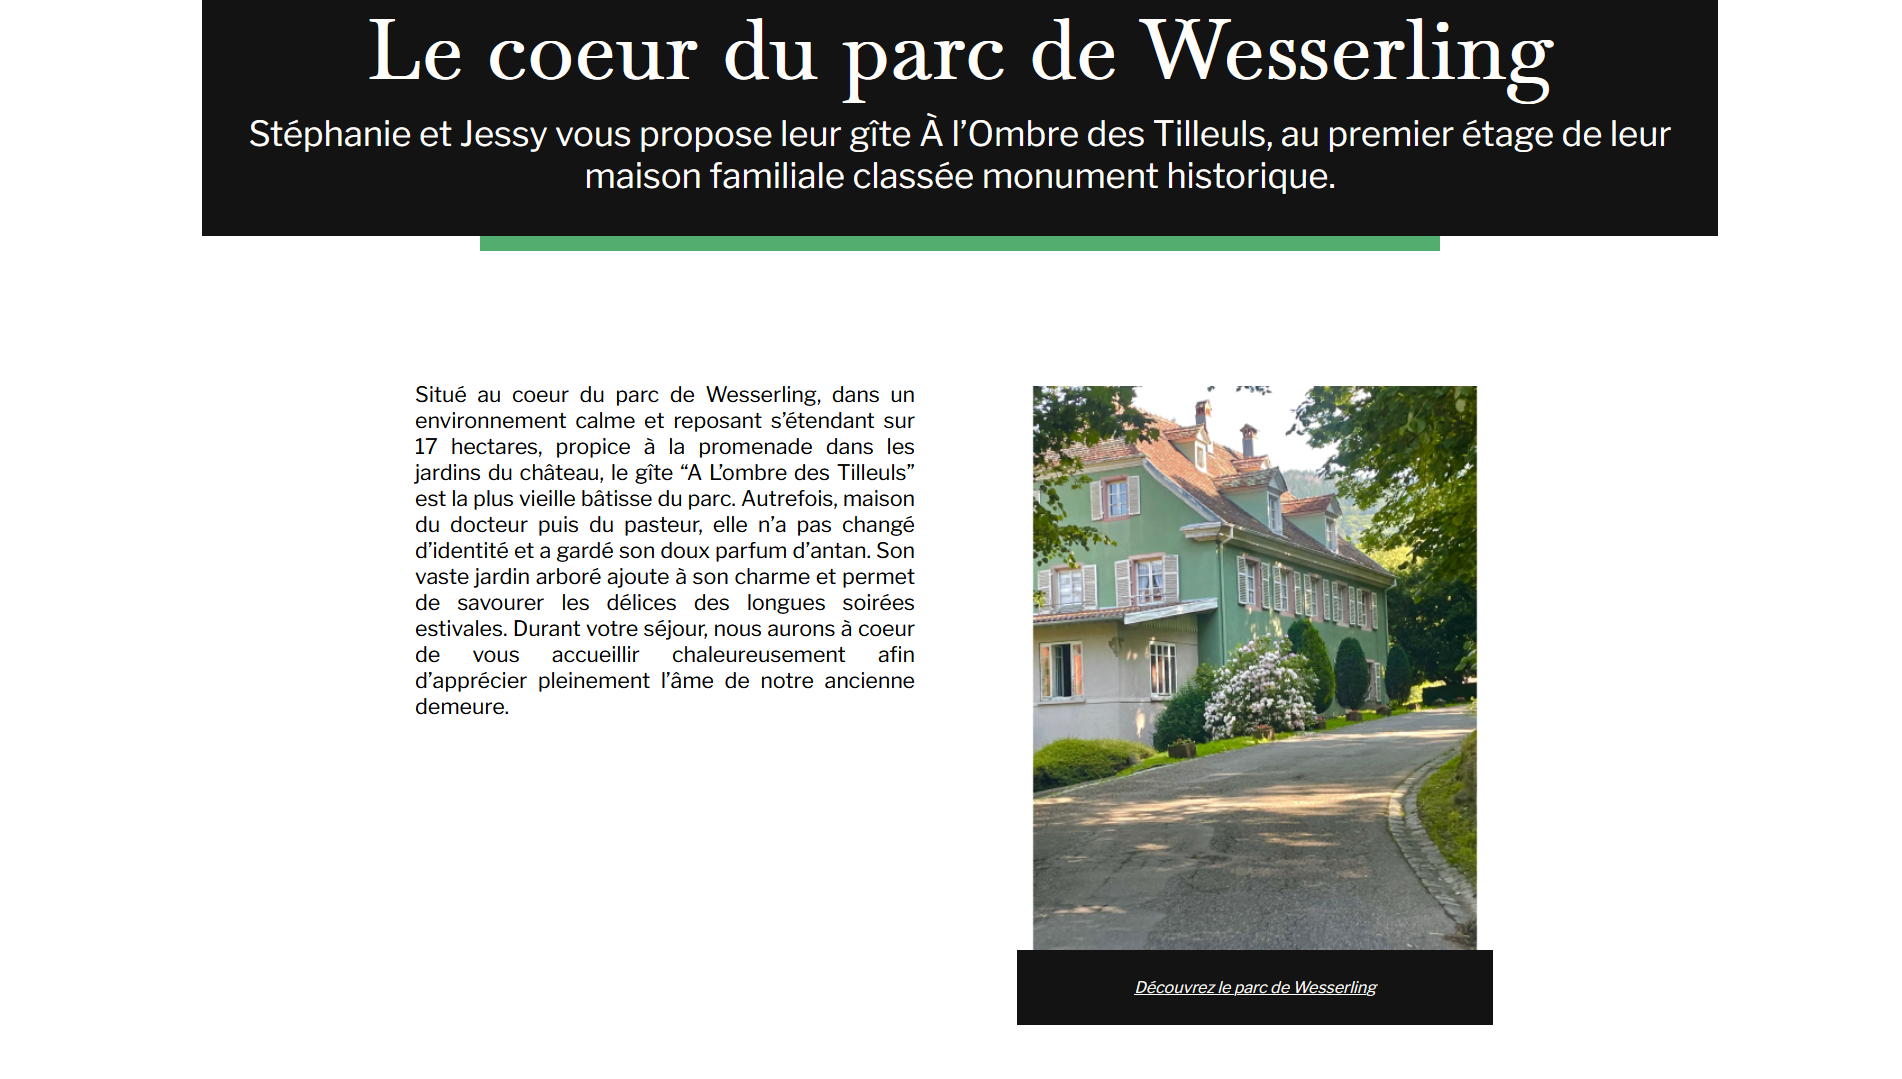 Le coeur du parc de Wesserling
Stéphanie et Jessy vous propose leur gîte À l’Ombre des Tilleuls, au premier étage de leur
maison familiale classée monument historique.
Situé au coeur du parc de Wesserling, dans un
environnement calme et reposant s’étendant sur
17 hectares, propice à la promenade dans les
jardins du château, le gîte “A L’ombre des Tilleuls”
est la plus vieille bâtisse du parc. Autrefois, maison
du docteur puis du pasteur, elle n’a pas changé
d’identité et a gardé son doux parfum d’antan. Son
vaste jardin arboré ajoute à son charme et permet
de savourer les délices des longues soirées
estivales. Durant votre séjour, nous aurons à coeur
de vous accueillir chaleureusement afin
d’apprécier pleinement l’âme de notre ancienne
demeure.
Découvrez le parc de Wesserling